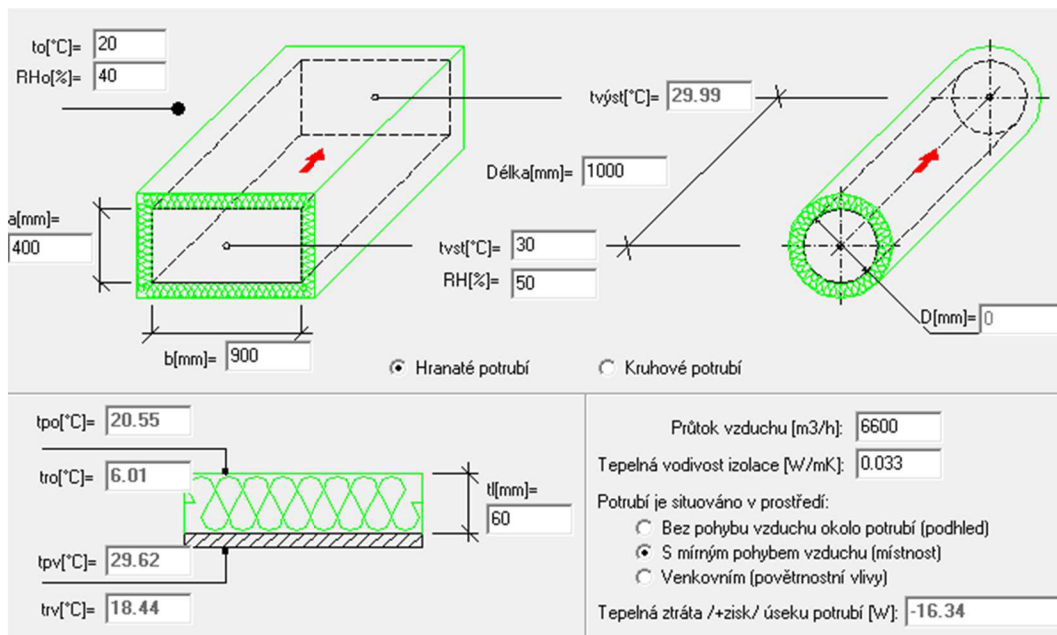 to[°C]= 20
RHo[%]= 40
tvýst[°C]= 29.99
Délka[mm]= 1000
a[mm]=
400
tvst[°C]= 30
RH[%]= 50
D[mm]= 0
b[mm]= 900
Hranaté potrubí
Kruhové potrubí
tpo[°C]= 20.55
tro[°C]= 6.01
tl[mm]=
60
tpv[°C]= 29.62
trv[°C]= 18.44
Průtok vzduchu [m3/h]: 6600
Tepelná vodivost izolace [W/mK]: 0.033
Potrubí je situováno v prostředí:
Bez pohybu vzduchu okolo potrubí (podhled)
S mírným pohybem vzduchu (místnost)
Venkovním (povětrnostní vlivy)
Tepelná ztráta /+zisk/ úseku potrubí [W]: -16.34